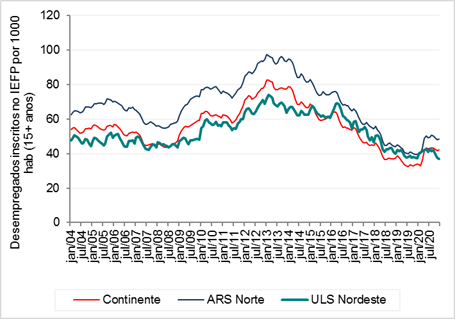 Desempregados inscritos no IEFP por 1000
hab (15+ anos)
120
100
80
60
40
20
0
jan/04
jul/04
jan/05
jul/05
jan/06
jul/06
jan/07
jul/07
jan/08
jul/08
jan/09
jul/09
jan/10
jul/10
jan/11
jul/11
jan/12
jul/12
jan/13
jul/13
jan/14
jul/14
jan/15
jul/15
jan/16
jul/16
jan/17
jul/17
jan/18
jul/18
jan/19
jul/19
jan/20
jul/20
Continente
ARS Norte
ULS Nordeste